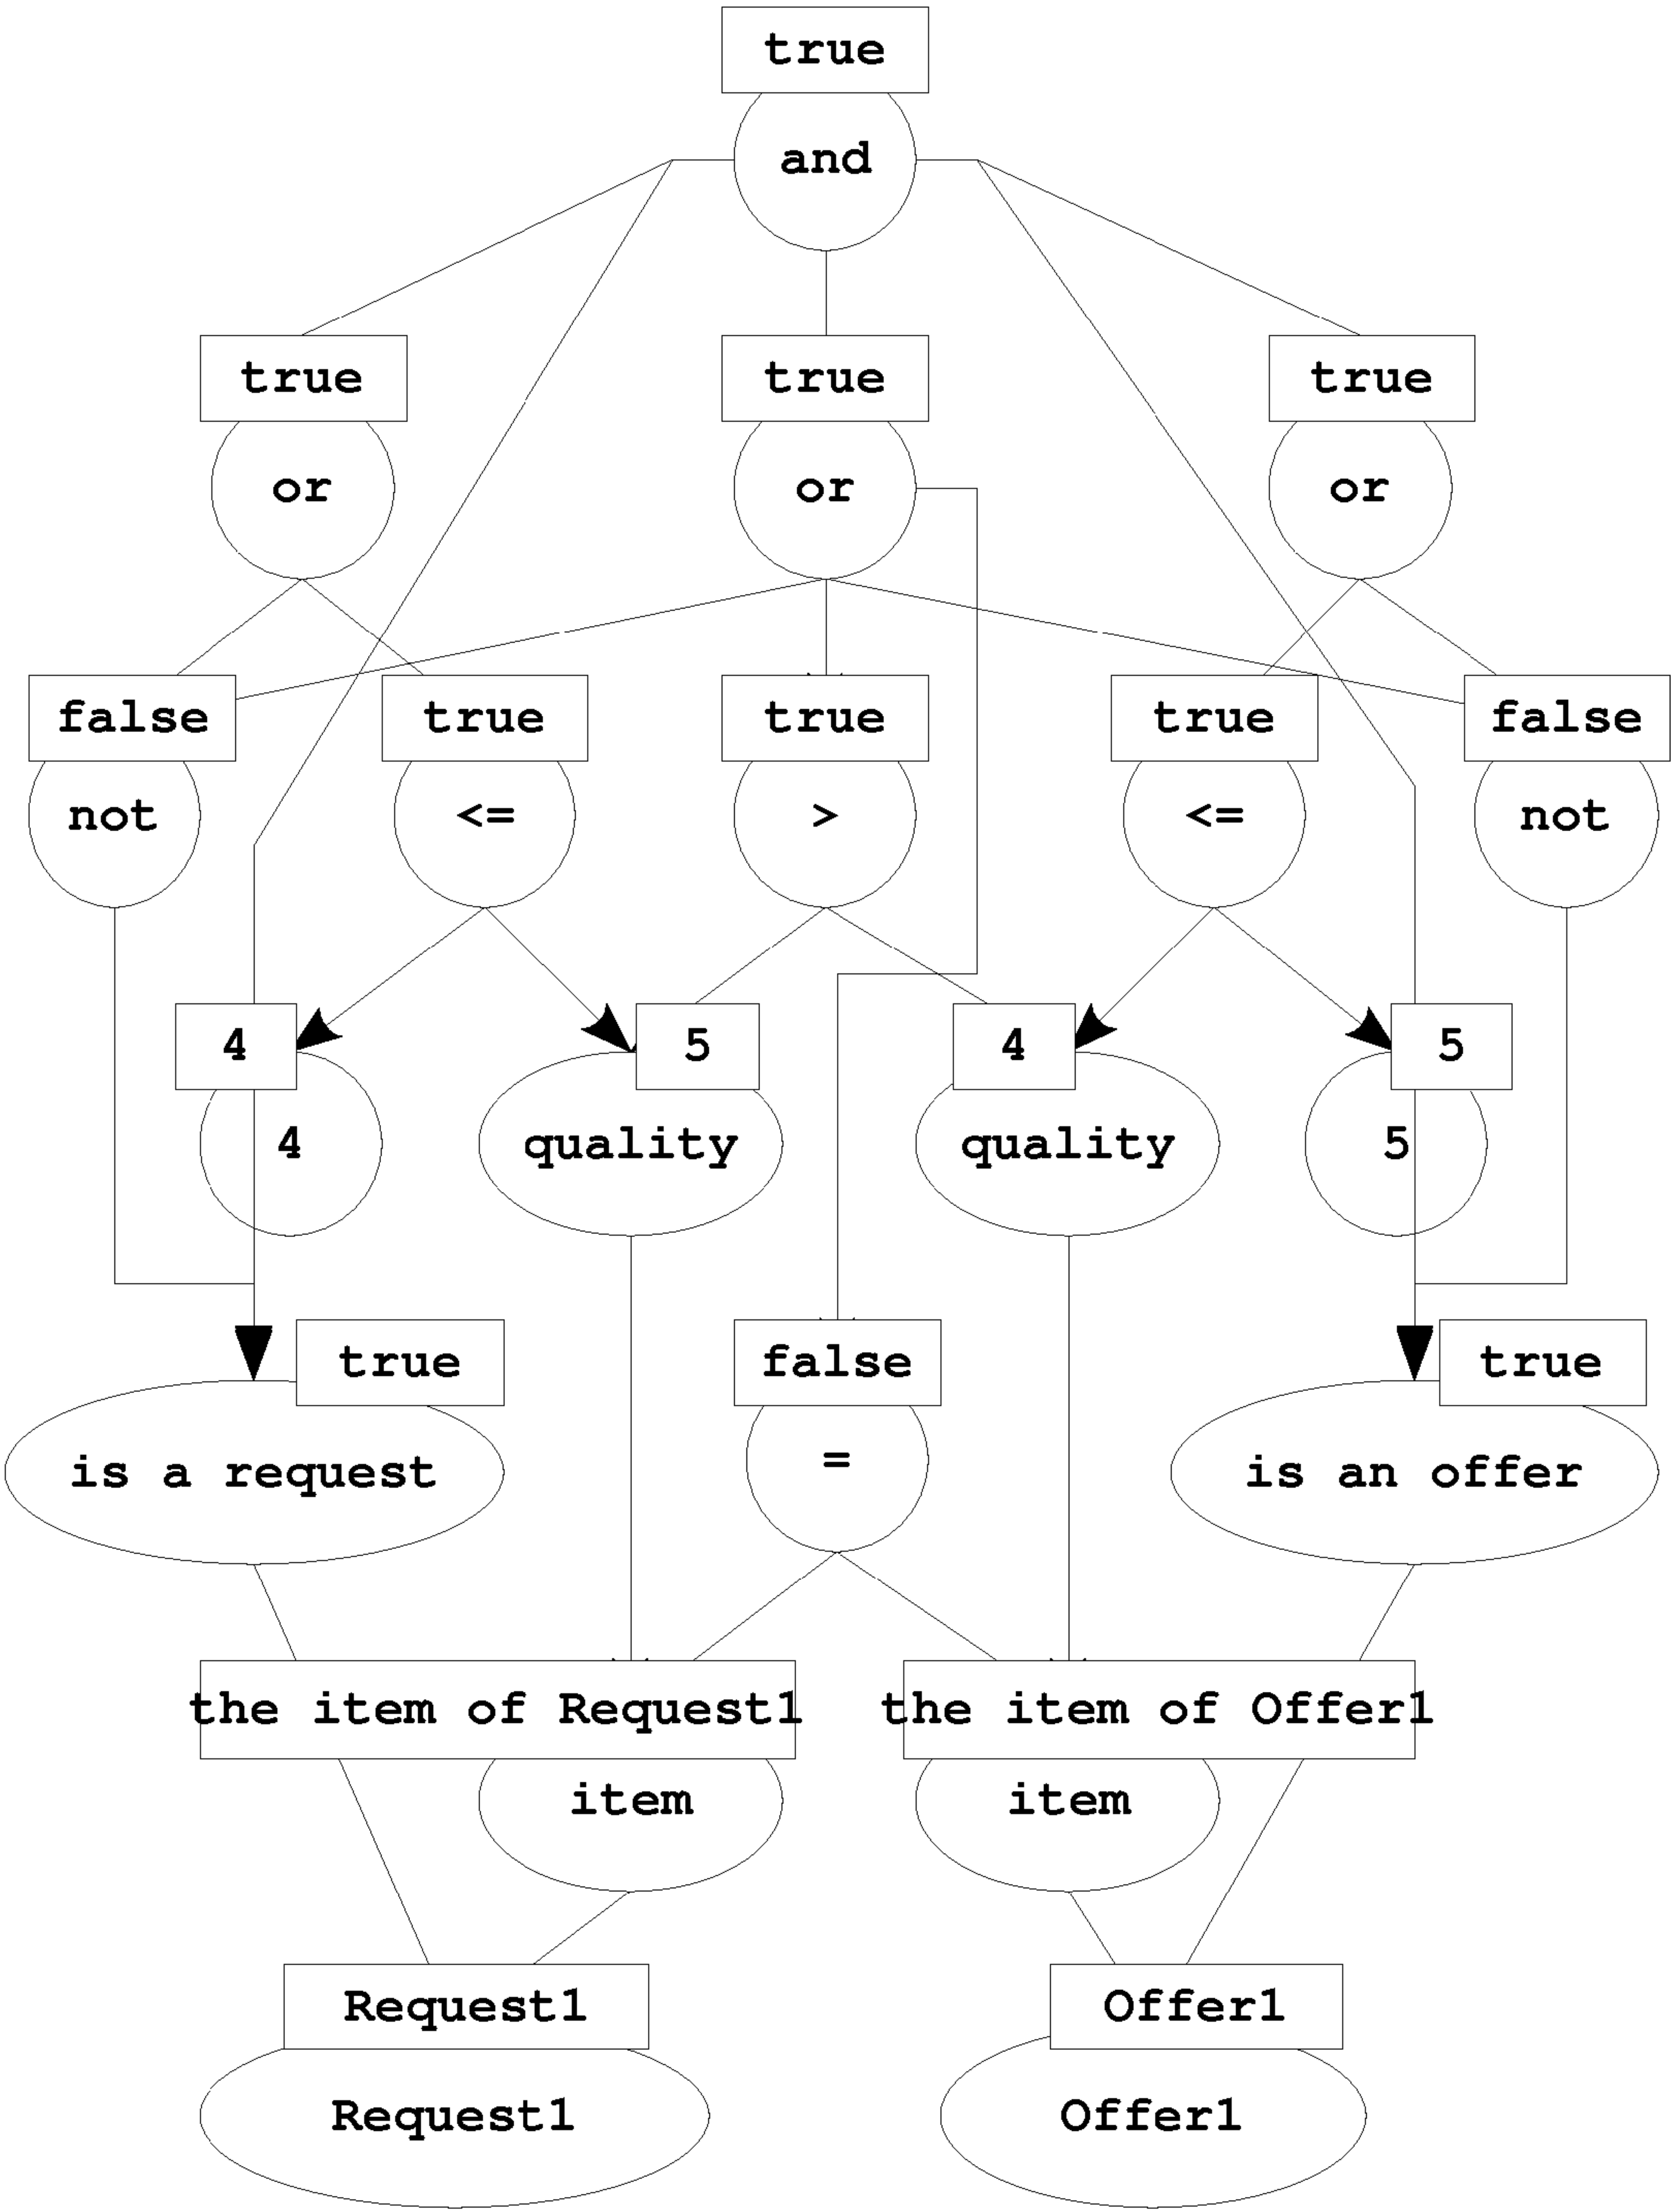 true
and
true
true
true
or
or
or
false
true
true
true
false
not
<=
>
<=
not
4
5
4
5
4
quality
quality
5
true
false
true
is a request
=
is an offer
the item of Request1
the item of Offer1
item
item
Request1
Offer1
Request1
Offer1